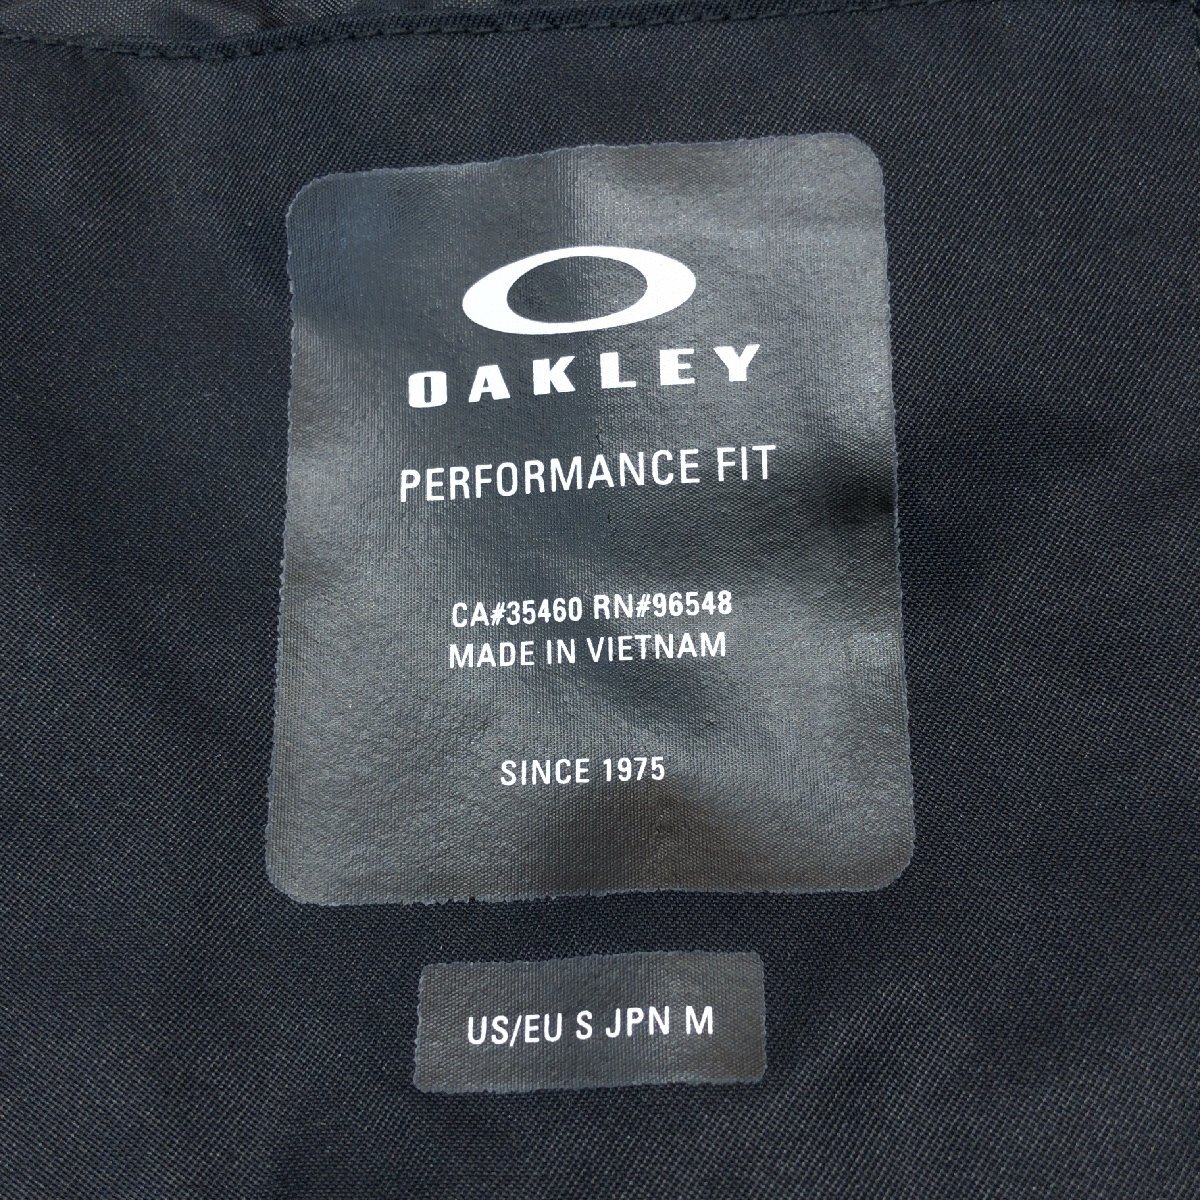 OAKLEY
PERFORMANCE FIT
CA#35460 RN#96548
MADE IN VIETNAM
SINCE 1975
US/EU S JPN M